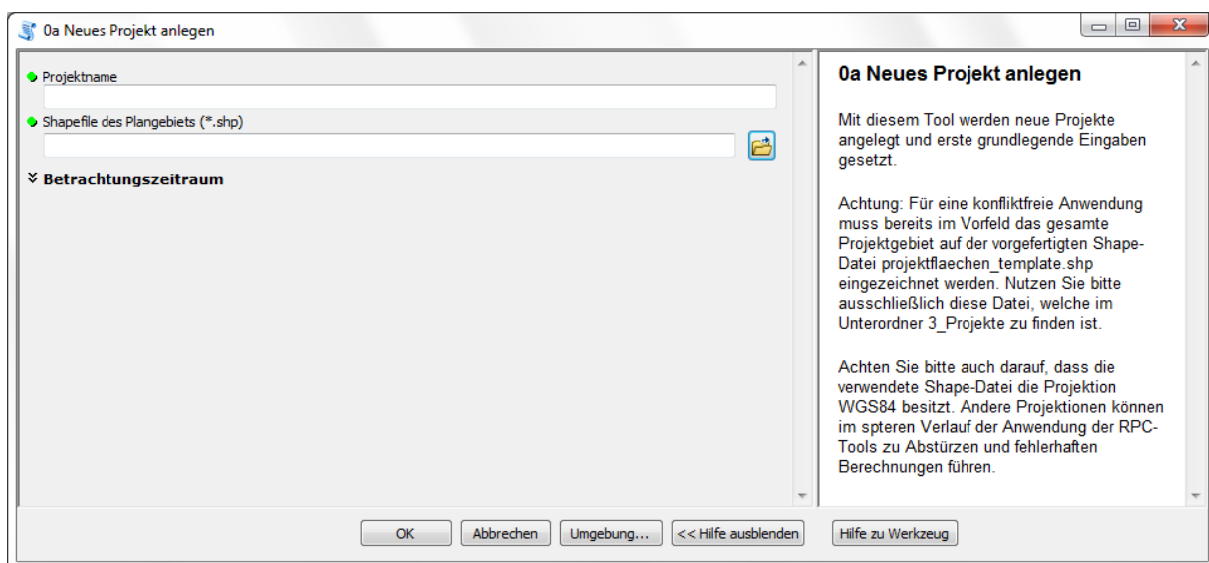 0a Neues Projekt anlegen
Projektname
Shapefile des Plangebiets (*.shp)
Betrachtungszeitraum
0a Neues Projekt anlegen
Mit diesem Tool werden neue Projekte
angelegt und erste grundlegende Eingaben
gesetzt.
Achtung: Für eine konfliktfreie Anwendung
muss bereits im Vorfeld das gesamte
Projektgebiet auf der vorgefertigten Shape-
Datei projektflaechen_template.shp
eingezeichnet werden. Nutzen Sie bitte
ausschließlich diese Datei, welche im
Unterordner 3_Projekte zu finden ist.
Achten Sie bitte auch darauf, dass die
verwendete Shape-Datei die Projektion
WGS84 besitzt. Andere Projektionen können
im spteren Verlauf der Anwendung der RPC-
Tools zu Abstürzen und fehlerhaften
Berechnungen führen.
OK Abbrechen Umgebung... << Hilfe ausblenden Hilfe zu Werkzeug